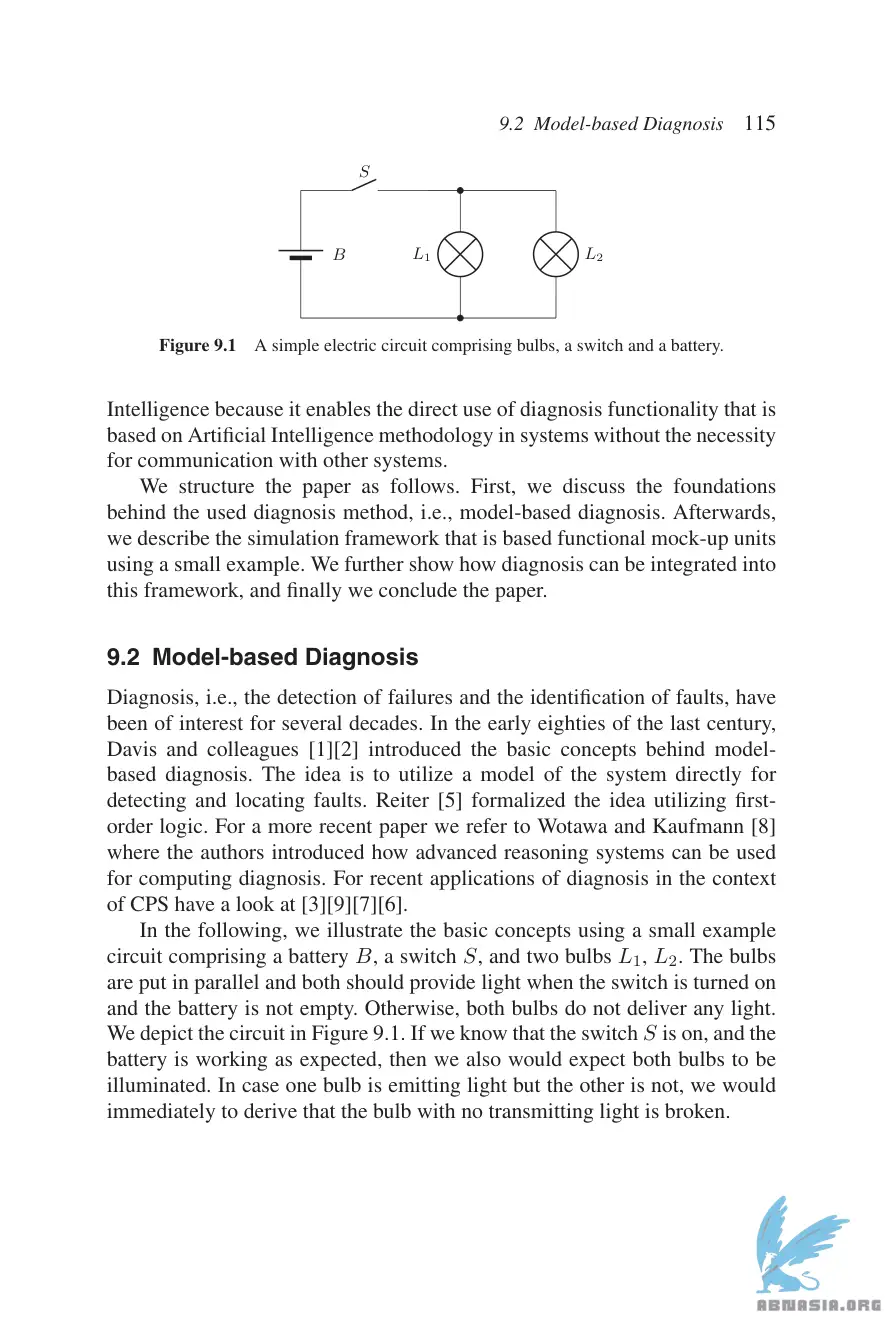 9.2 Model-based Diagnosis 115
S
B
L1
L2
Figure 9.1 A simple electric circuit comprising bulbs, a switch and a battery.
Intelligence because it enables the direct use of diagnosis functionality that is
based on Artificial Intelligence methodology in systems without the necessity
for communication with other systems.
We structure the paper as follows. First, we discuss the foundations
behind the used diagnosis method, i.e., model-based diagnosis. Afterwards,
we describe the simulation framework that is based functional mock-up units
using a small example. We further show how diagnosis can be integrated into
this framework, and finally we conclude the paper.
9.2 Model-based Diagnosis
Diagnosis, i.e., the detection of failures and the identification of faults, have
been of interest for several decades. In the early eighties of the last century,
Davis and colleagues [1][2] introduced the basic concepts behind model-
based diagnosis. The idea is to utilize a model of the system directly for
detecting and locating faults. Reiter [5] formalized the idea utilizing first-
order logic. For a more recent paper we refer to Wotawa and Kaufmann [8]
where the authors introduced how advanced reasoning systems can be used
for computing diagnosis. For recent applications of diagnosis in the context
of CPS have a look at [3][9][7][6].
In the following, we illustrate the basic concepts using a small example
circuit comprising a battery B, a switch S, and two bulbs L1, L2. The bulbs
are put in parallel and both should provide light when the switch is turned on
and the battery is not empty. Otherwise, both bulbs do not deliver any light.
We depict the circuit in Figure 9.1. If we know that the switch S is on, and the
battery is working as expected, then we also would expect both bulbs to be
illuminated. In case one bulb is emitting light but the other is not, we would
immediately to derive that the bulb with no transmitting light is broken.
ABNASIA.ORG